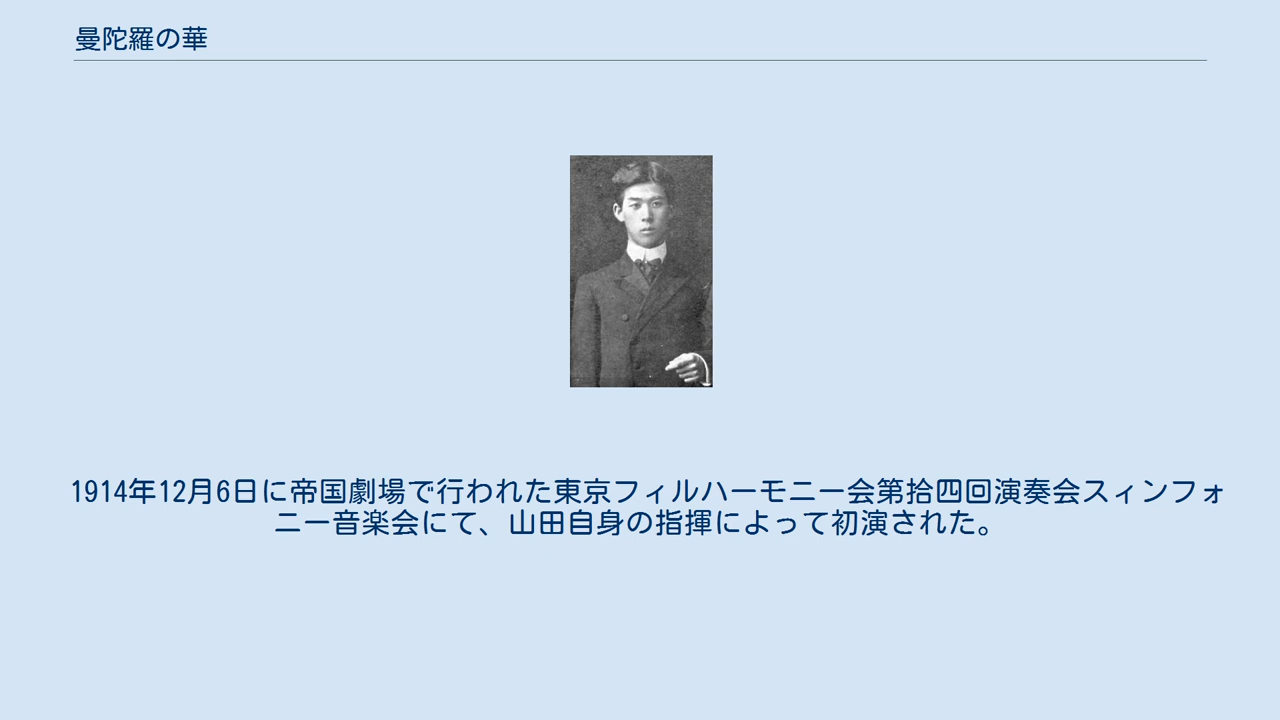 曼陀羅の華
1914年12月6日に帝国劇場で行われた東京フィルハーモニー会第拾四回演奏会スィンフォ
ニー音楽会にて、山田自身の指揮によって初演された。